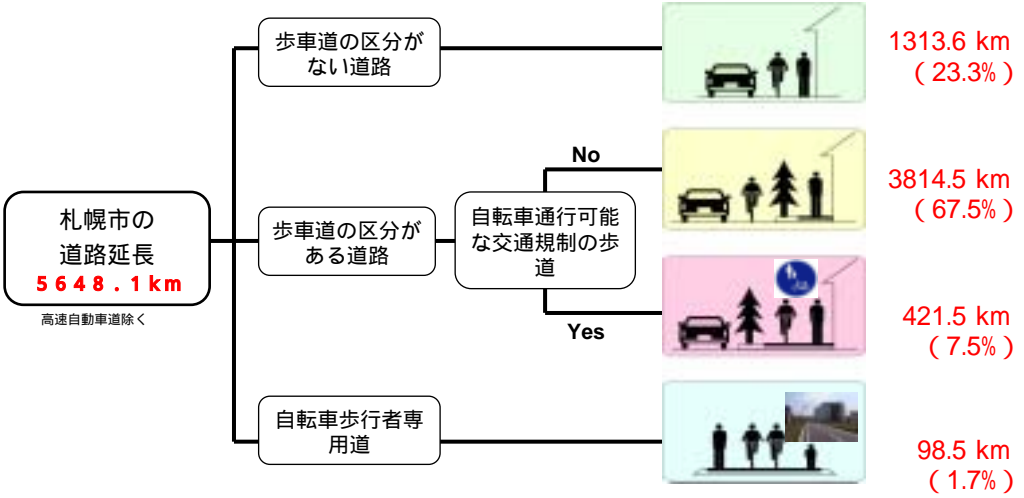 札幌市の
道路延長
5648.1km
高速自動車道除く
歩車道の区分が
ない道路
1313.6 km
(23.3%)
歩車道の区分が
ある道路
自転車通行可能
な交通規制の歩
道
No
3814.5 km
(67.5%)
Yes
421.5 km
(7.5%)
自転車歩行者専
用道
98.5 km
(1.7%)